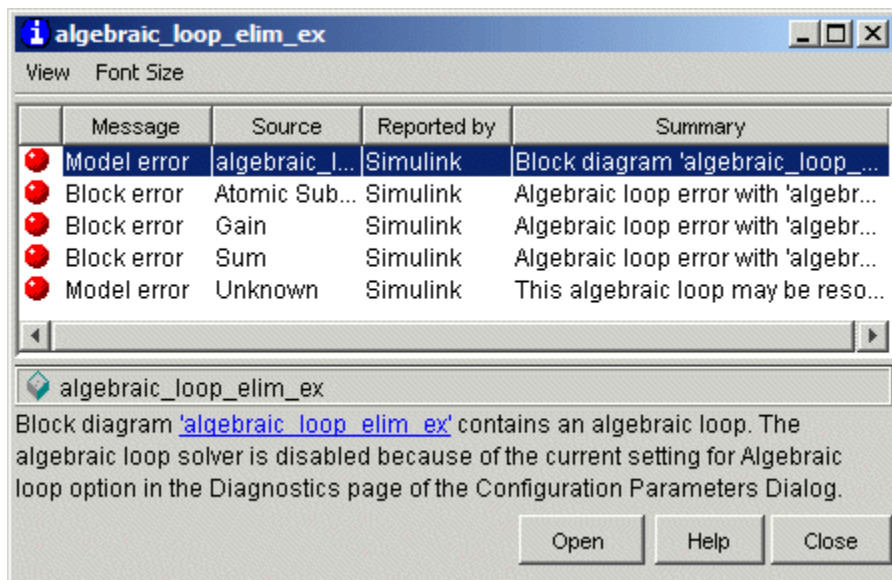 algebraic_loop_elim_ex
View Font Size
Message Source Reported by Summary
Model error algebraic_l... Simulink Block diagram 'algebraic_loop_...
Block error Atomic Sub... Simulink Algebraic loop error with 'algebr...
Block error Gain Simulink Algebraic loop error with 'algebr...
Block error Sum Simulink Algebraic loop error with 'algebr...
Model error Unknown Simulink This algebraic loop may be reso...
algebraic_loop_elim_ex
Block diagram 'algebraic_loop_elim_ex' contains an algebraic loop. The
algebraic loop solver is disabled because of the current setting for Algebraic
loop option in the Diagnostics page of the Configuration Parameters Dialog.
Open Help Close